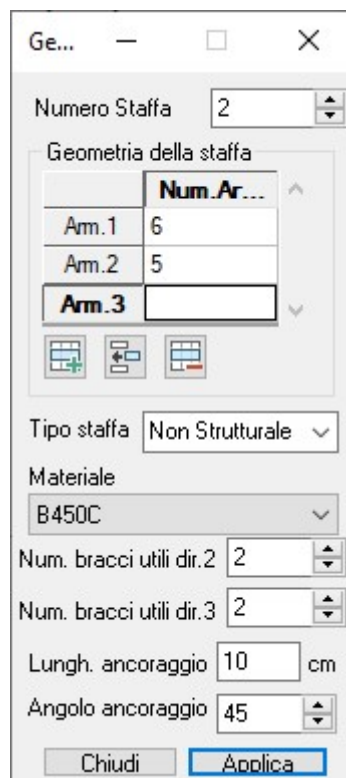 Ge...
Numero Staffa 2
Geometria della staffa
Num.Ar...
Arm.1 6
Arm.2 5
Arm.3
Tipo staffa Non Strutturale
Materiale
B450C
Num. bracci utili dir.2 2
Num. bracci utili dir.3 2
Lungh. ancoraggio 10 cm
Angolo ancoraggio 45
Chiudi Applica